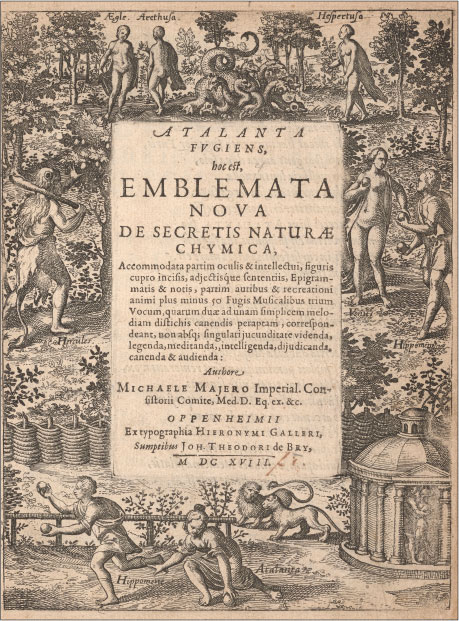 Ægle. Arethusa. Hespertusa
ATALANTA
FVGIENS,
hoc est,
EMBLEMATA
NOVA
DE SECRETIS NATURÆ
CHYMICA,
Accommodata partim oculis & intellectui, figuris
cupro incisis, adjectisque sententiis, Epigram-
matis & notis, partim auribus & recreationi
animi plus minus 50 Fugis Musicalibus trium
Vocum, quarum duæ ad unam simplicem melo-
diam distichis canendis peraptam, correspon-
deant, non absq; singulari jucunditate videnda,
legenda, meditanda, intelligenda, dijudicanda,
canenda & audienda:
Authore
MICHAELE MAJERO Imperial. Con-
sistorii Comite, Med. D. Eq. ex. &c.
OPPENHEIMII
Ex typographia HIERONYMI GALLERI,
Sumptibus JOH. THEODORI de BRY,
M DC XVIII.
Hercules
Venus
Hippomenes
Hippomene
Atalanta